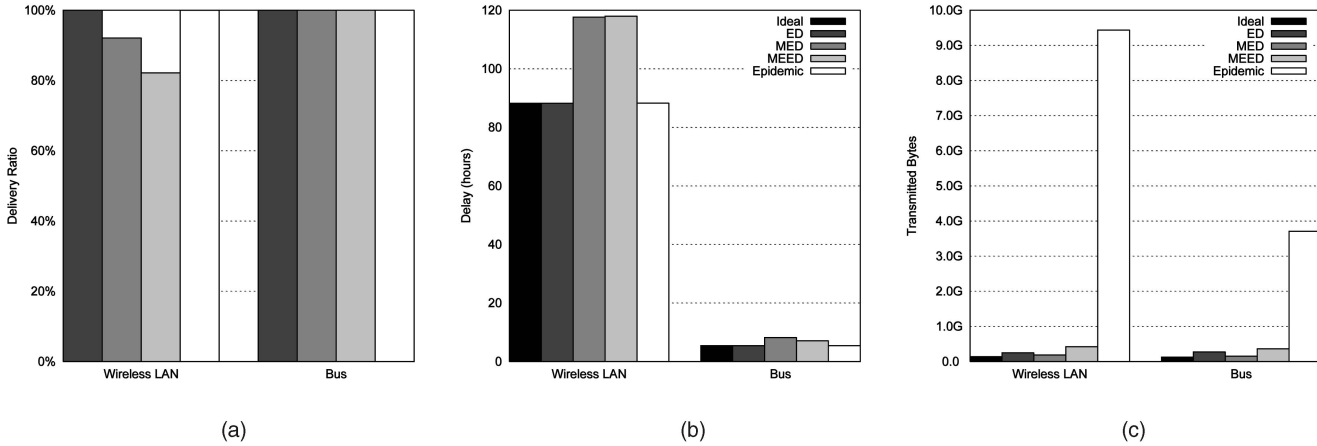 100%
80%
60%
40%
20%
0%
Delivery Ratio
Wireless LAN
Bus
(a)
120
100
80
60
40
20
0
Delay (hours)
Ideal
ED
MED
MEED
Epidemic
Wireless LAN
Bus
(b)
10.0G
9.0G
8.0G
7.0G
6.0G
5.0G
4.0G
3.0G
2.0G
1.0G
0.0
Transmitted Bytes
Ideal
ED
MED
MEED
Epidemic
Wireless LAN
Bus
(c)